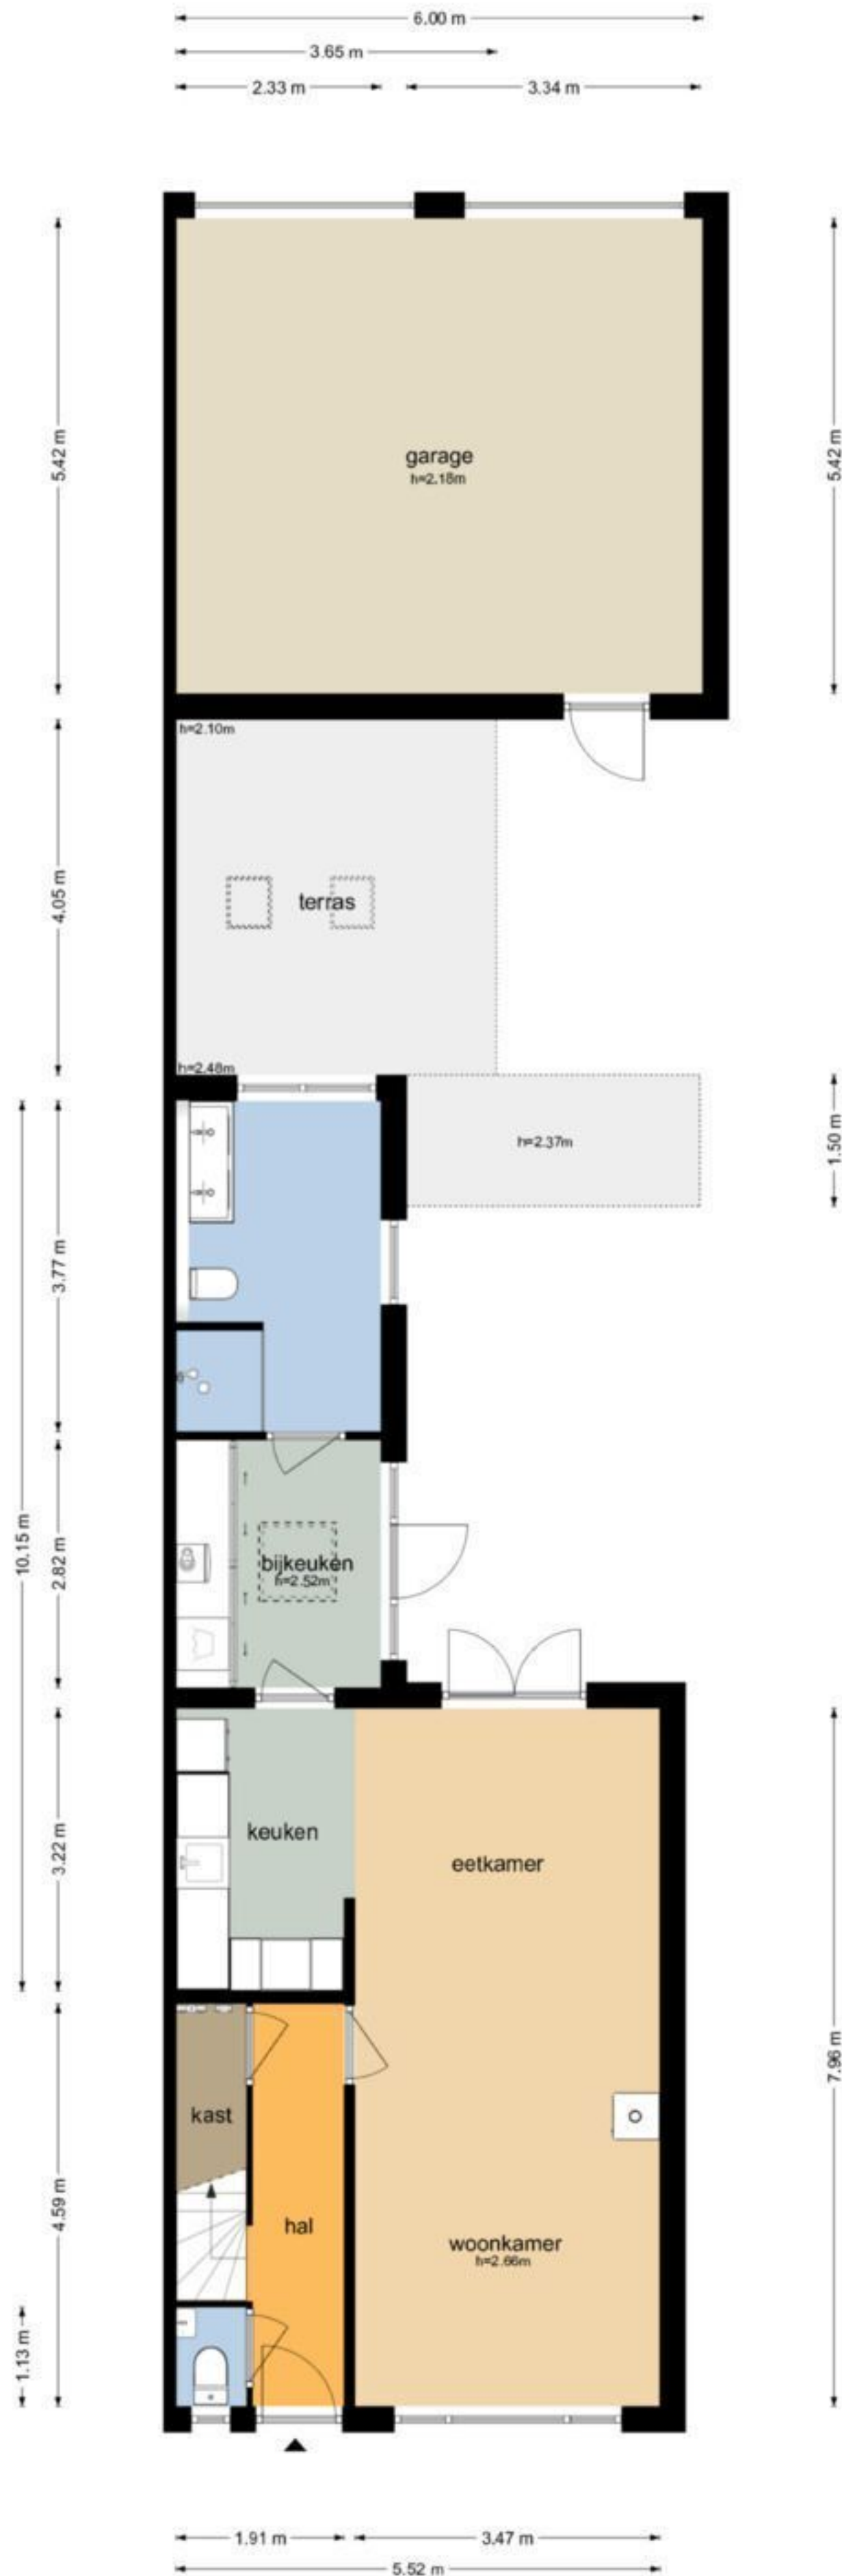 6.00 m
3.65 m
2.33 m
3.34 m
5.42 m
5.42 m
garage
h=2.18m
h=2.10m
4.05 m
terras
h=2.48m
h=2.37m
1.50 m
3.77 m
10.15 m
2.82 m
bijkeuken
h=2.52m
3.22 m
keuken
eetkamer
7.96 m
kast
4.59 m
hal
woonkamer
h=2.66m
1.13 m
1.91 m
3.47 m
5.52 m